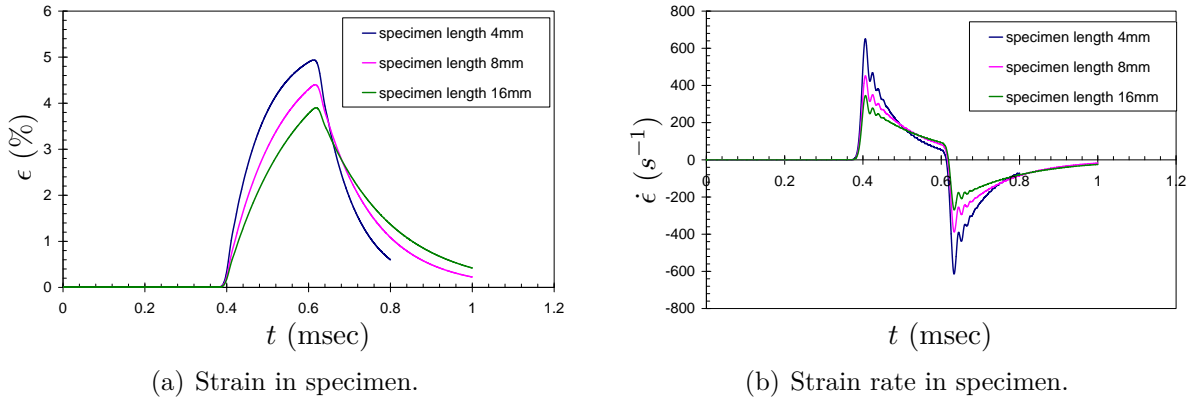 6
5
4
3
2
1
0
ϵ (%)
specimen length 4mm
specimen length 8mm
specimen length 16mm
0 0.2 0.4 0.6 0.8 1 1.2
t (msec)
(a) Strain in specimen.
800
600
400
200
0
-200
-400
-600
-800
ϵ̇ (s⁻¹)
specimen length 4mm
specimen length 8mm
specimen length 16mm
0 0.2 0.4 0.6 0.8 1 1.2
t (msec)
(b) Strain rate in specimen.